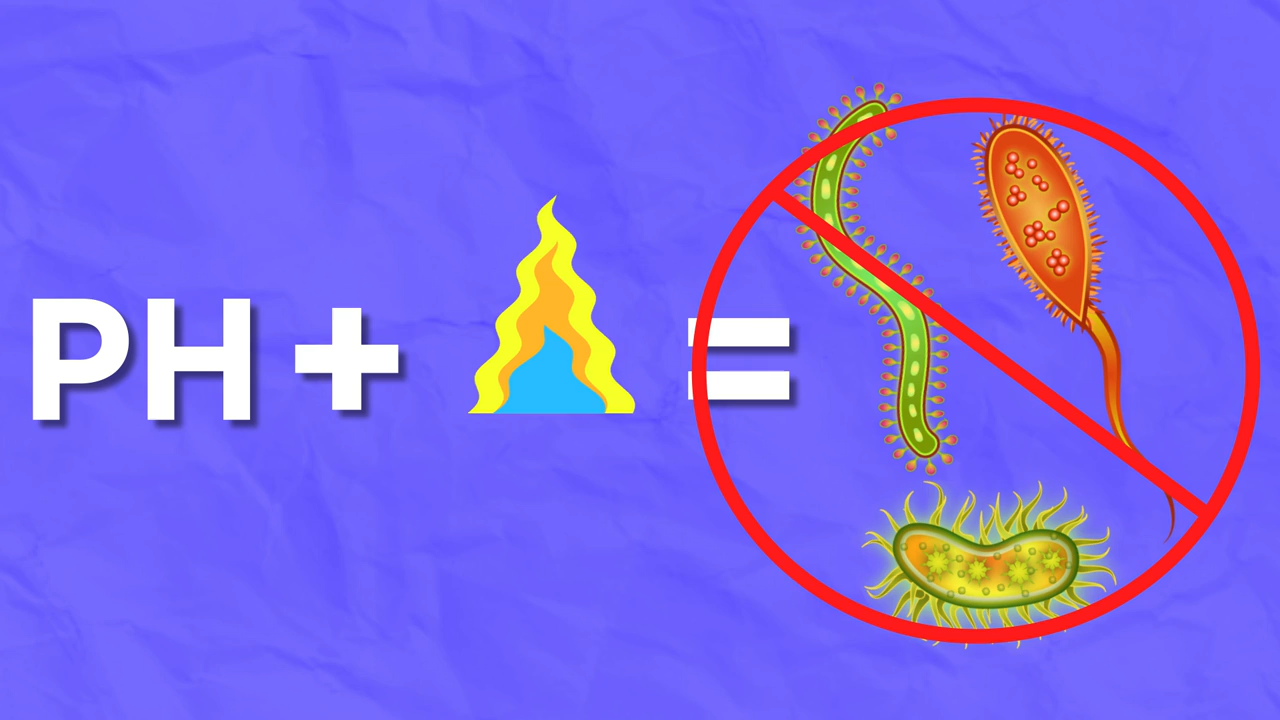 PH + =